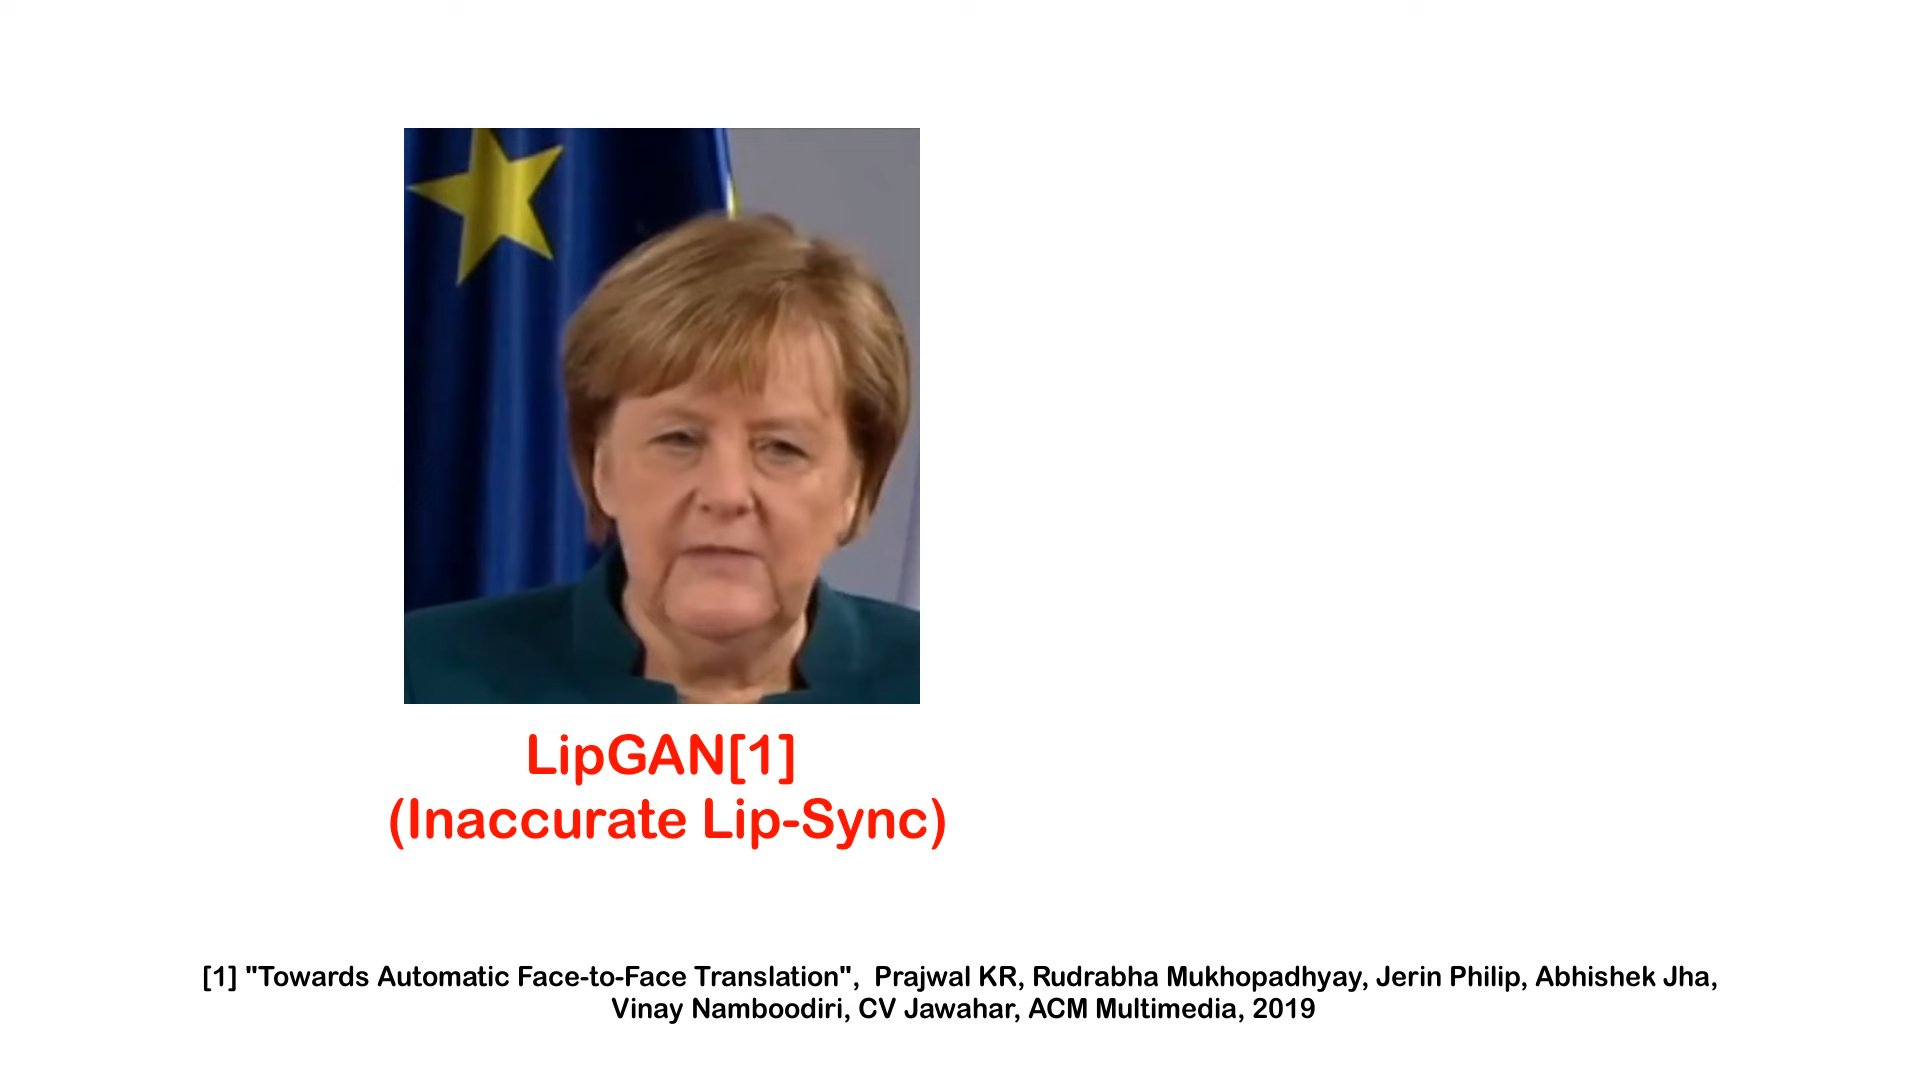 LipGAN[1]
(Inaccurate Lip-Sync)
[1] "Towards Automatic Face-to-Face Translation",  Prajwal KR, Rudrabha Mukhopadhyay, Jerin Philip, Abhishek Jha,
Vinay Namboodiri, CV Jawahar, ACM Multimedia, 2019